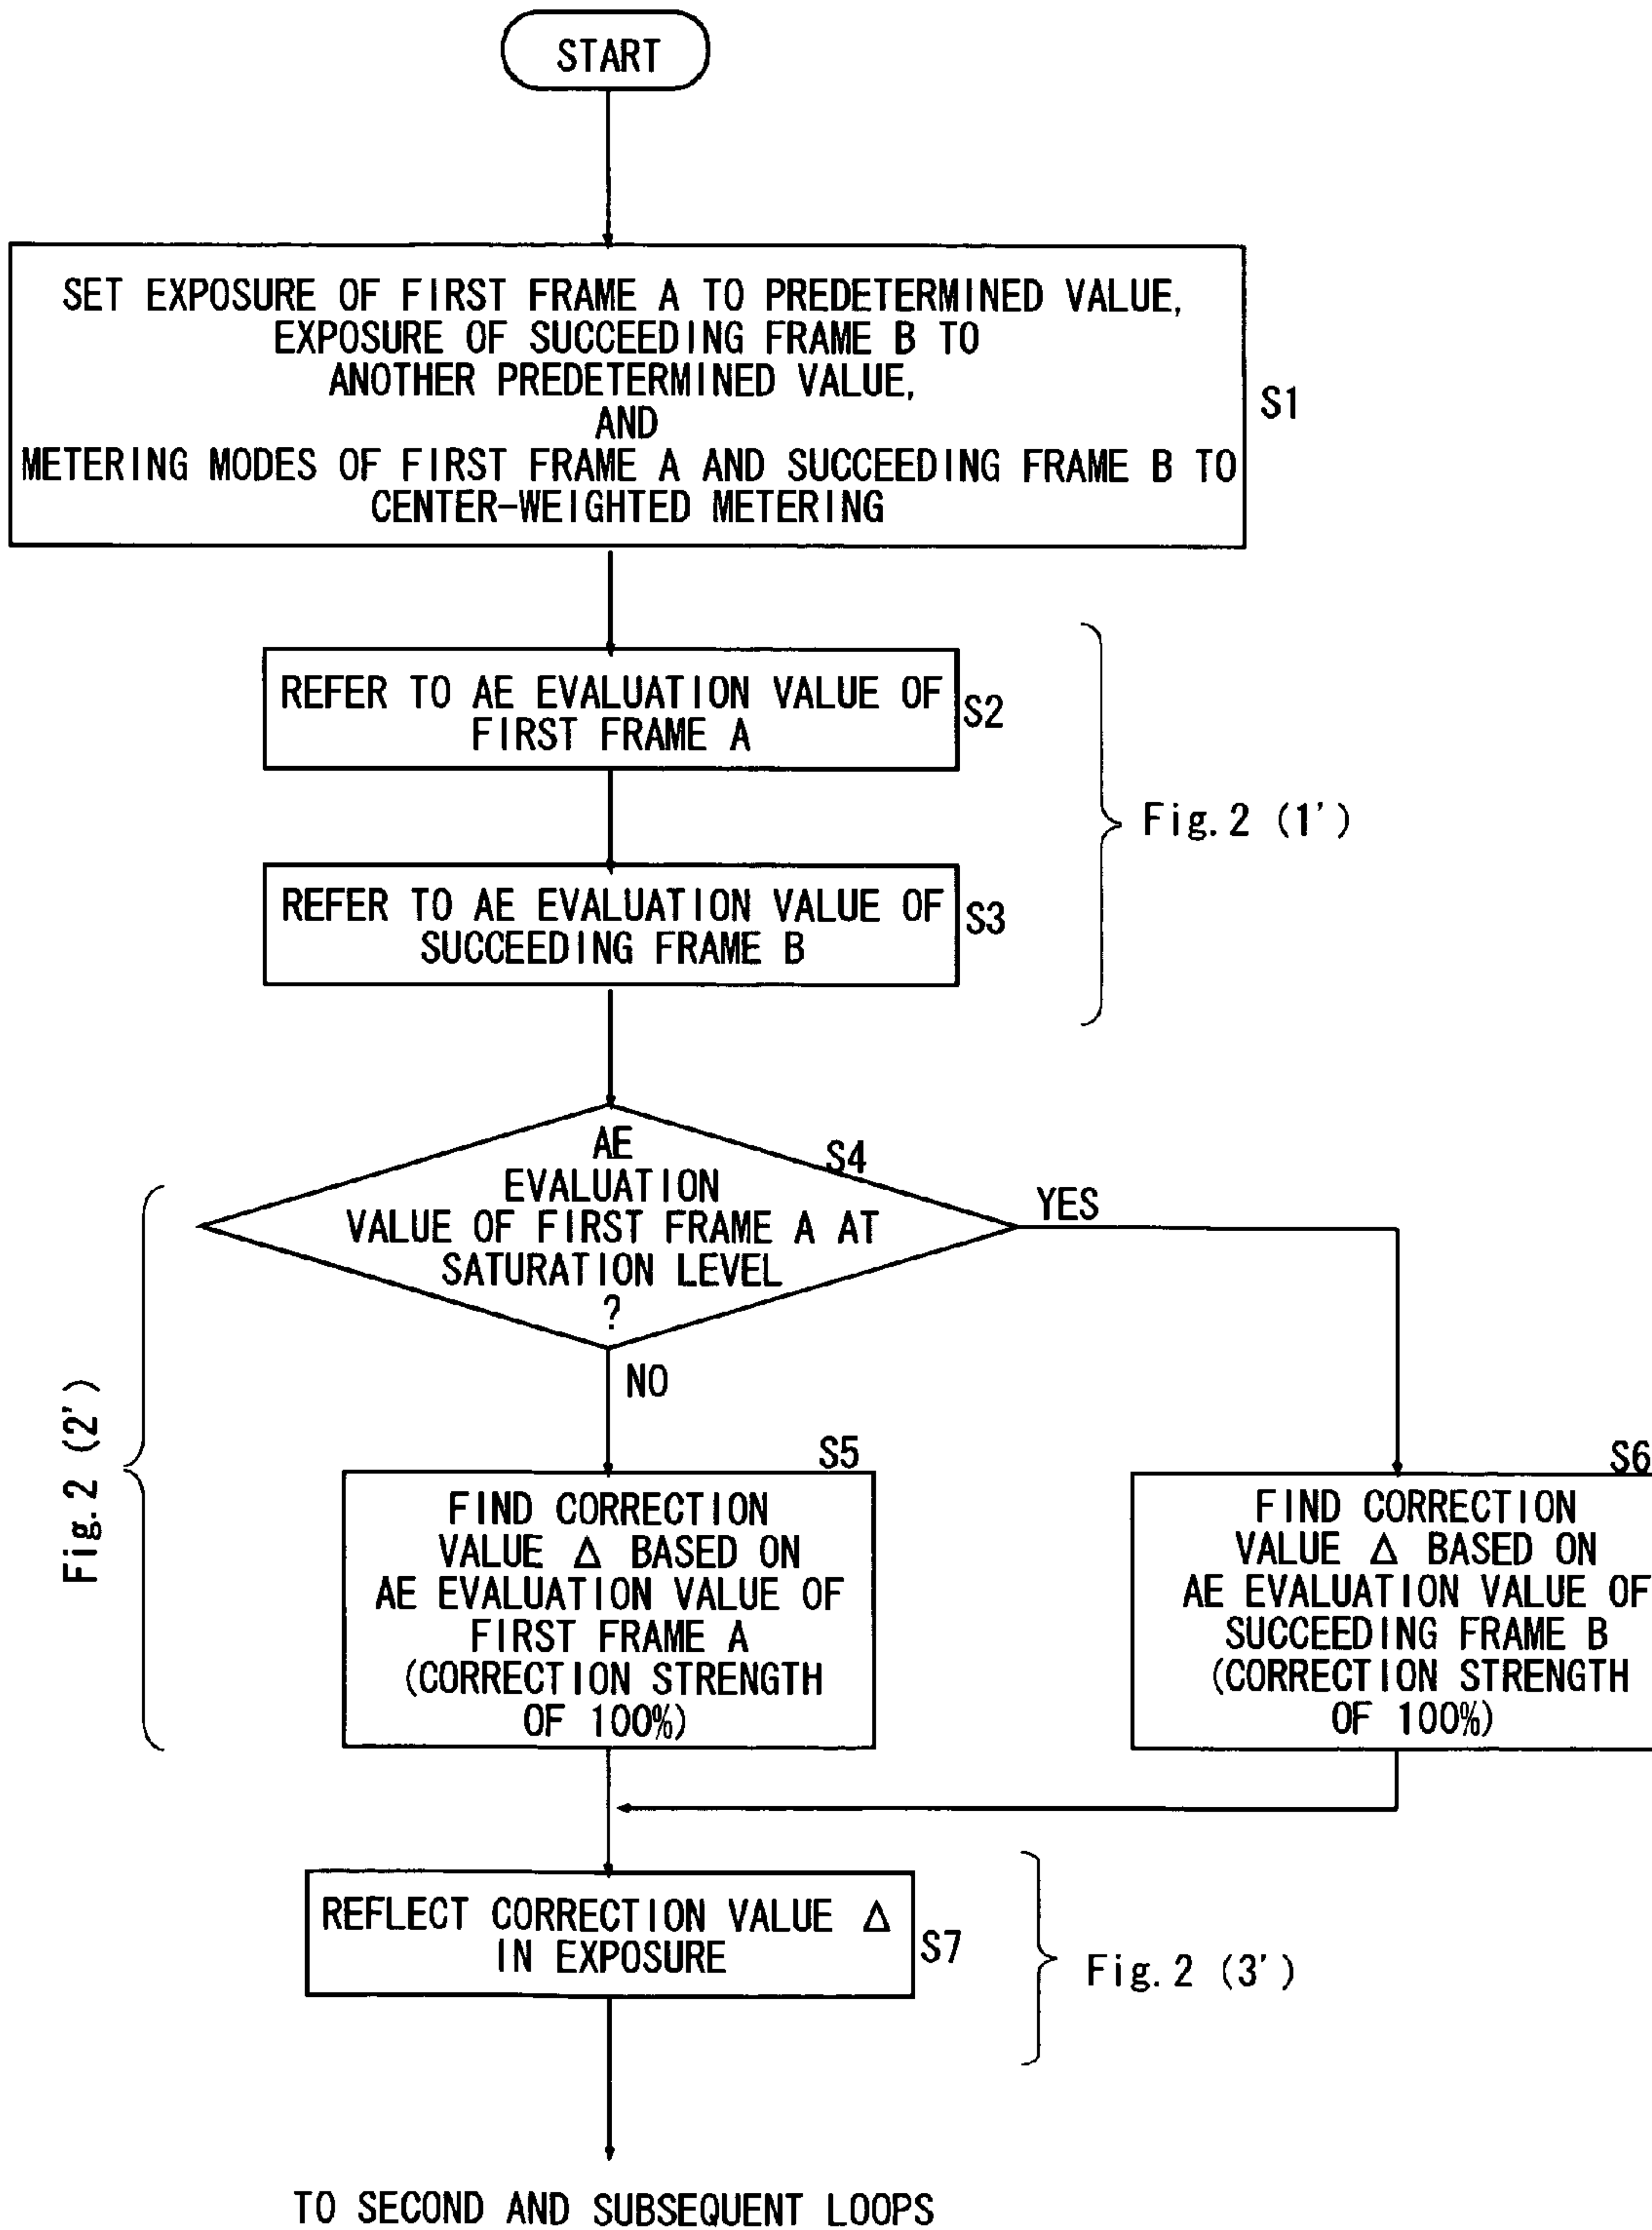 START
SET EXPOSURE OF FIRST FRAME A TO PREDETERMINED VALUE,
EXPOSURE OF SUCCEEDING FRAME B TO
ANOTHER PREDETERMINED VALUE,
AND
METERING MODES OF FIRST FRAME A AND SUCCEEDING FRAME B TO
CENTER-WEIGHTED METERING
S1
REFER TO AE EVALUATION VALUE OF
FIRST FRAME A
S2
REFER TO AE EVALUATION VALUE OF
SUCCEEDING FRAME B
S3
Fig.2 (1')
AE
EVALUATION
VALUE OF FIRST FRAME A AT
SATURATION LEVEL
?
S4
YES
NO
Fig.2 (2')
S5
FIND CORRECTION
VALUE Δ BASED ON
AE EVALUATION VALUE OF
FIRST FRAME A
(CORRECTION STRENGTH
OF 100%)
S6
FIND CORRECTION
VALUE Δ BASED ON
AE EVALUATION VALUE OF
SUCCEEDING FRAME B
(CORRECTION STRENGTH
OF 100%)
REFLECT CORRECTION VALUE Δ
IN EXPOSURE
S7
Fig.2 (3')
TO SECOND AND SUBSEQUENT LOOPS